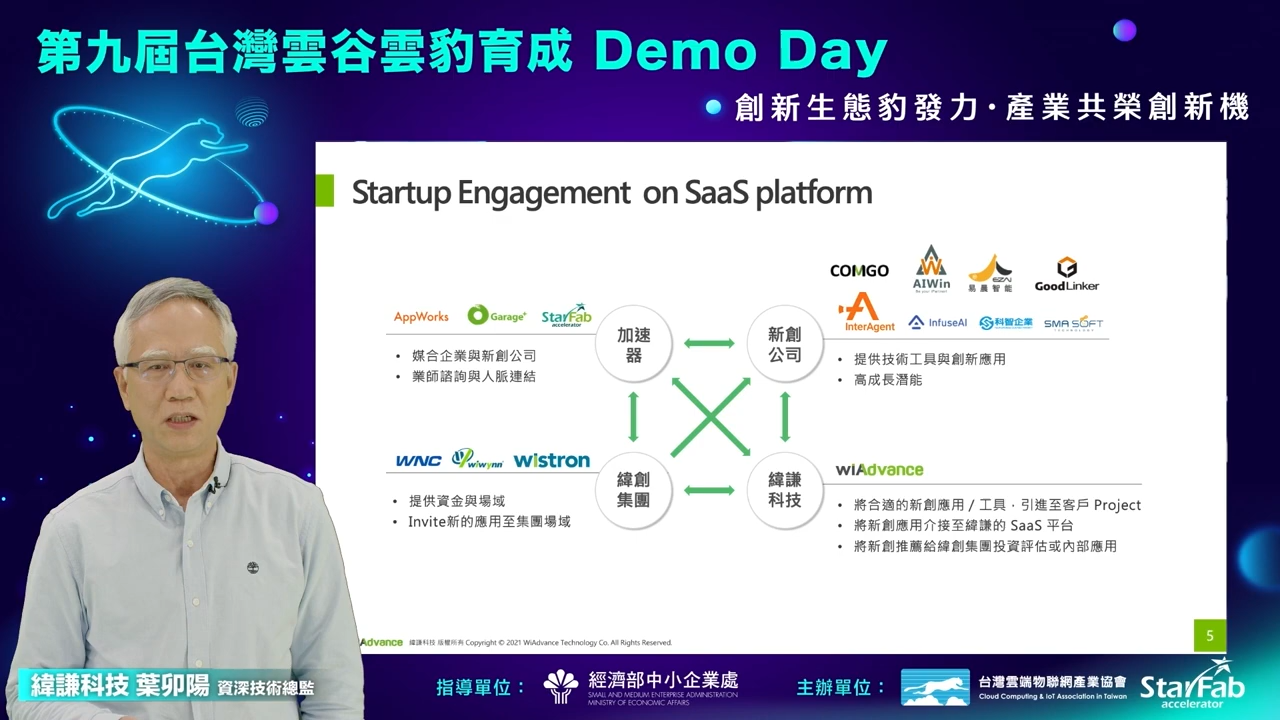 第九屆台灣雲谷雲豹育成 Demo Day
創新生態豹發力·產業共榮創新機
Startup Engagement on SaaS platform
COMGO
AIWin
Be your iPartner!
EZAI
易晨智能
GoodLinker
AppWorks
Garage+
StarFab
accelerator
InterAgent
InfuseAI
科智企業
SMASOFT
TECHNOLOGY
加速
器
新創
公司
• 媒合企業與新創公司
• 業師諮詢與人脈連結
• 提供技術工具與創新應用
• 高成長潛能
WNC
wiwynn
wistron
緯創
集團
緯謙
科技
wiAdvance
• 提供資金與場域
• Invite新的應用至集團場域
• 將合適的新創應用 / 工具，引進至客戶 Project
• 將新創應用介接至緯謙的 SaaS 平台
• 將新創推薦給緯創集團投資評估或內部應用
Advance 緯謙科技 版權所有 Copyright © 2021 WiAdvance Technology Co. All Rights Reserved.
5
緯謙科技 葉卯陽 資深技術總監
指導單位：
經濟部中小企業處
SMALL AND MEDIUM ENTERPRISE ADMINISTRATION
MINISTRY OF ECONOMIC AFFAIRS
主辦單位：
台灣雲端物聯網產業協會
Cloud Computing & IoT Association in Taiwan
StarFab
accelerator